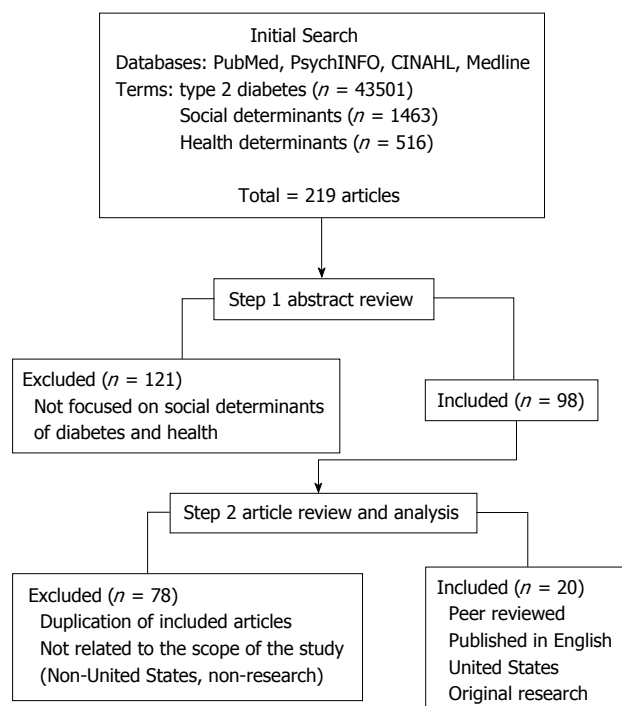 Initial Search
Databases: PubMed, PsychINFO, CINAHL, Medline
Terms: type 2 diabetes (n = 43501)
Social determinants (n = 1463)
Health determinants (n = 516)
Total = 219 articles
Step 1 abstract review
Excluded (n = 121)
Not focused on social determinants
of diabetes and health
Included (n = 98)
Step 2 article review and analysis
Excluded (n = 78)
Duplication of included articles
Not related to the scope of the study
(Non-United States, non-research)
Included (n = 20)
Peer reviewed
Published in English
United States
Original research